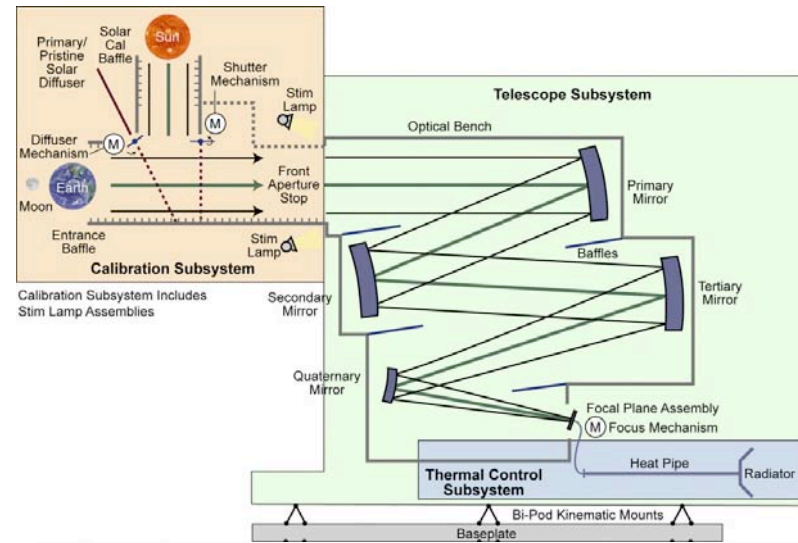 Sun
Solar
Cal
Baffle
Primary/
Pristine
Solar
Diffuser
Shutter
Mechanism
Stim
Lamp
Telescope Subsystem
Optical Bench
M
M
Diffuser
Mechanism
Earth
Moon
Front
Aperture
Stop
Primary
Mirror
Entrance
Baffle
Stim
Lamp
Baffles
Calibration Subsystem
Calibration Subsystem Includes
Stim Lamp Assemblies
Secondary
Mirror
Tertiary
Mirror
Quaternary
Mirror
Focal Plane Assembly
M Focus Mechanism
Thermal Control
Subsystem
Heat Pipe
Radiator
Bi-Pod Kinematic Mounts
Baseplate